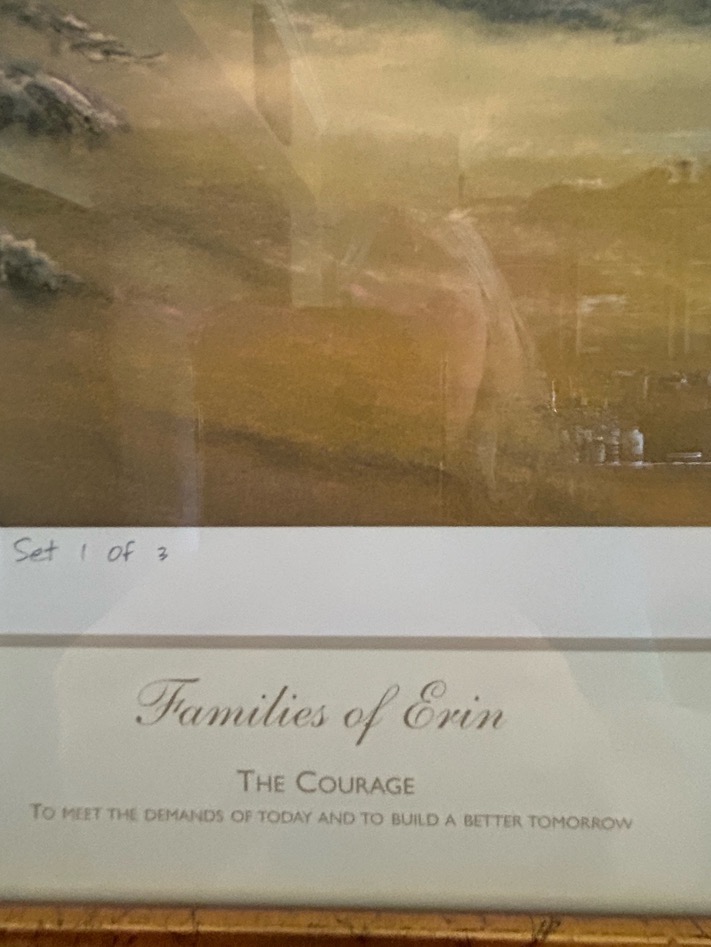 Set 1 of 3
Families of Erin
THE COURAGE
TO MEET THE DEMANDS OF TODAY AND TO BUILD A BETTER TOMORROW